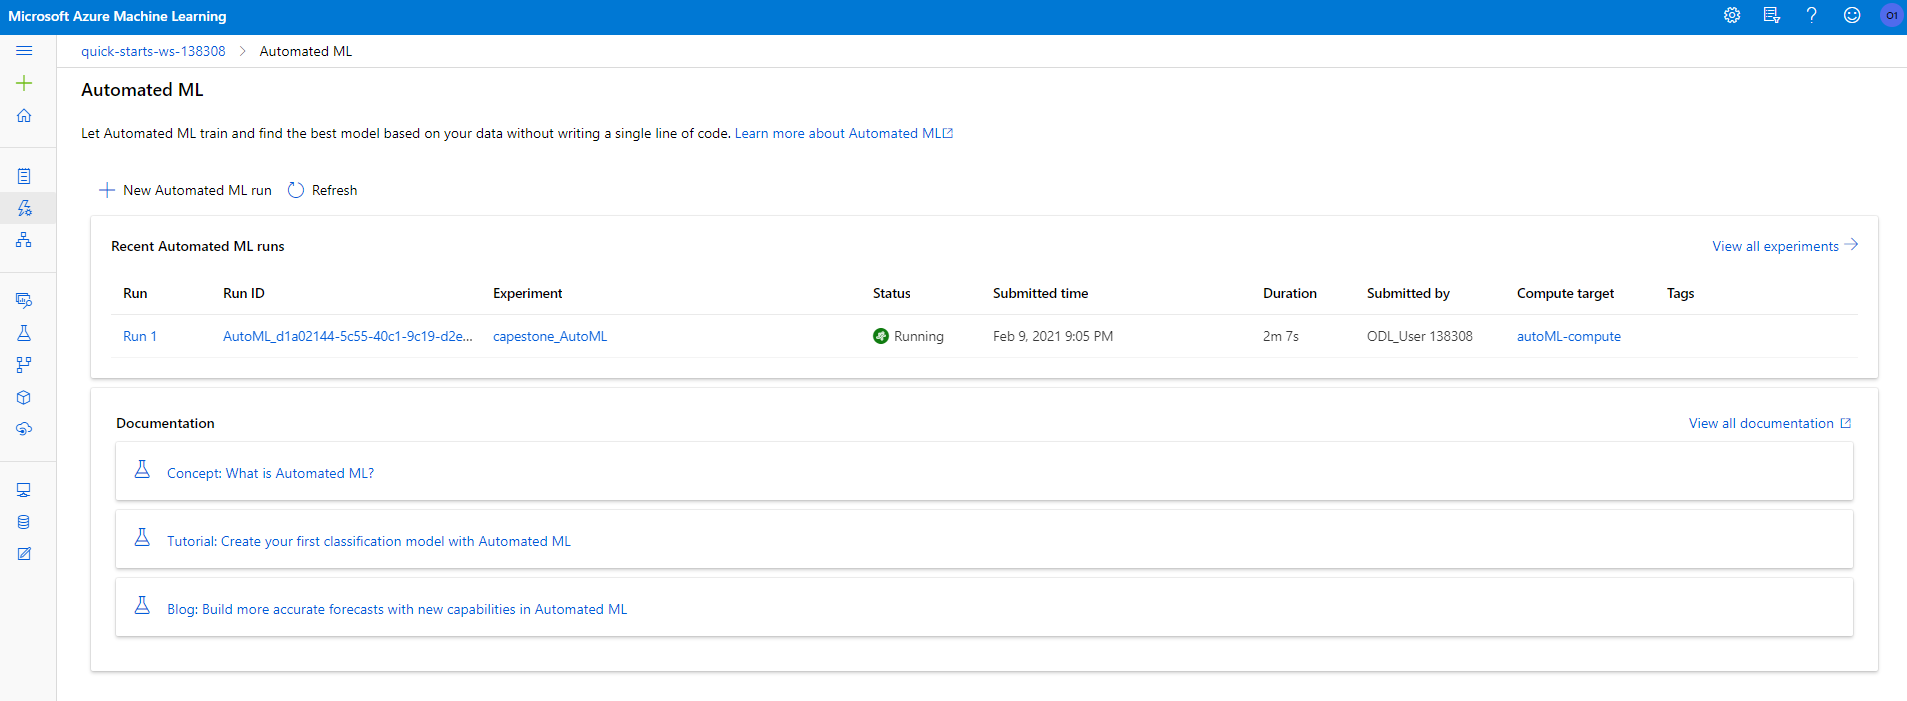 Microsoft Azure Machine Learning
O1
quick-starts-ws-138308 > Automated ML
Automated ML
Let Automated ML train and find the best model based on your data without writing a single line of code. Learn more about Automated ML
New Automated ML run Refresh
Recent Automated ML runs View all experiments
Run Run ID Experiment Status Submitted time Duration Submitted by Compute target Tags
Run 1 AutoML_d1a02144-5c55-40c1-9c19-d2e... capestone_AutoML Running Feb 9, 2021 9:05 PM 2m 7s ODL_User 138308 autoML-compute
Documentation View all documentation
Concept: What is Automated ML?
Tutorial: Create your first classification model with Automated ML
Blog: Build more accurate forecasts with new capabilities in Automated ML